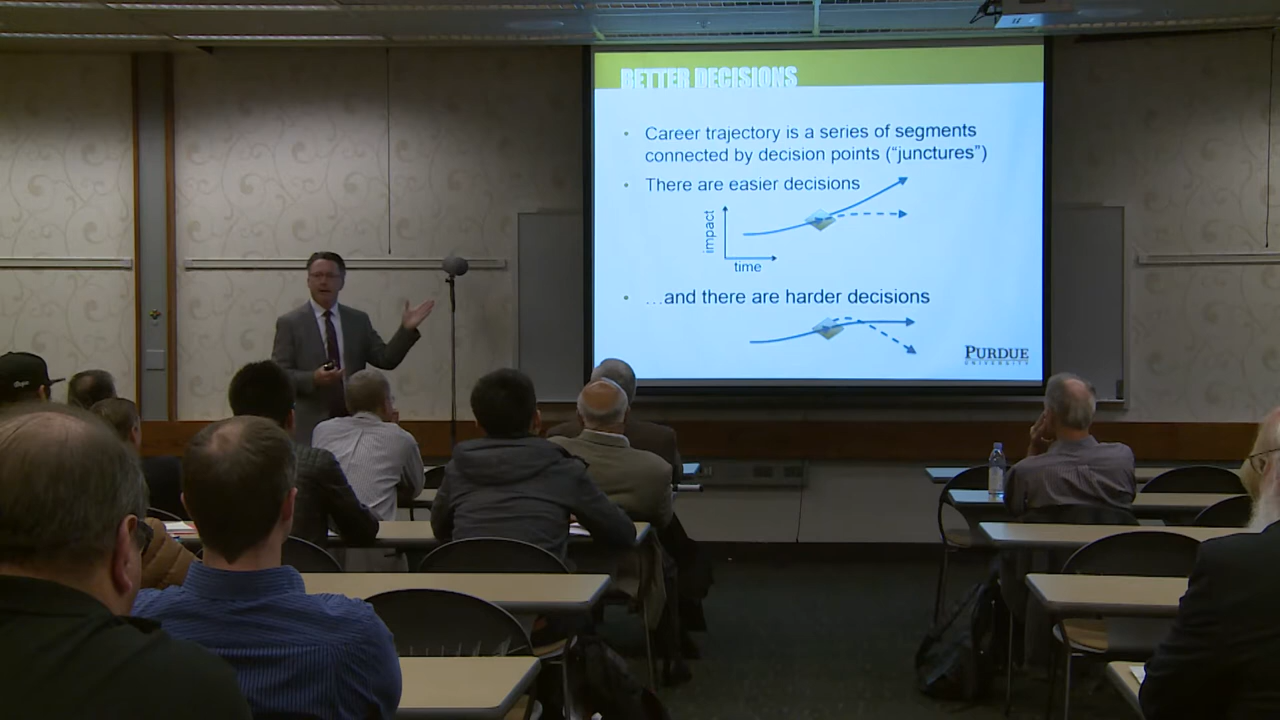 BETTER DECISIONS
• Career trajectory is a series of segments
connected by decision points (“junctures”)
• There are easier decisions
impact
time
• …and there are harder decisions
PURDUE
UNIVERSITY